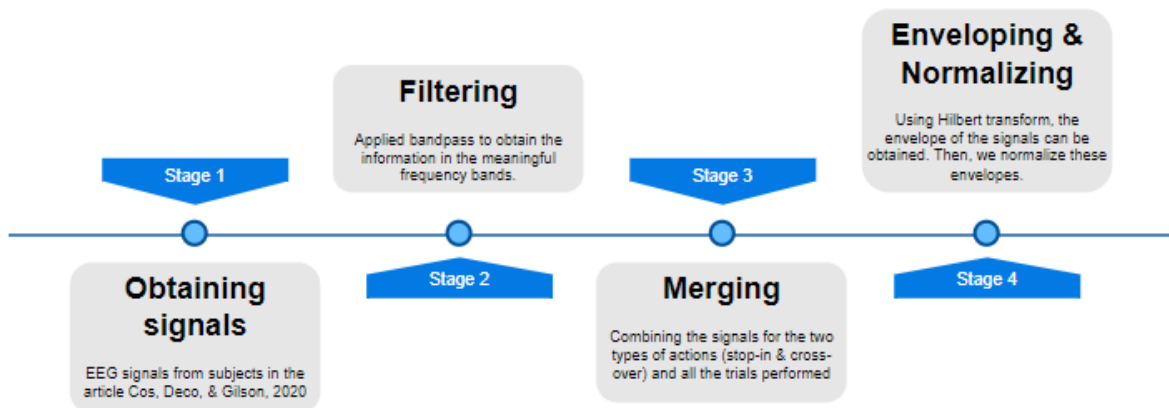 Stage 1
Obtaining
signals
EEG signals from subjects in the
article Cos, Deco, & Gilson, 2020
Filtering
Applied bandpass to obtain the
information in the meaningful
frequency bands.
Stage 2
Stage 3
Merging
Combining the signals for the two
types of actions (stop-in & cross-
over) and all the trials performed
Enveloping &
Normalizing
Using Hilbert transform, the
envelope of the signals can be
obtained. Then, we normalize these
envelopes.
Stage 4